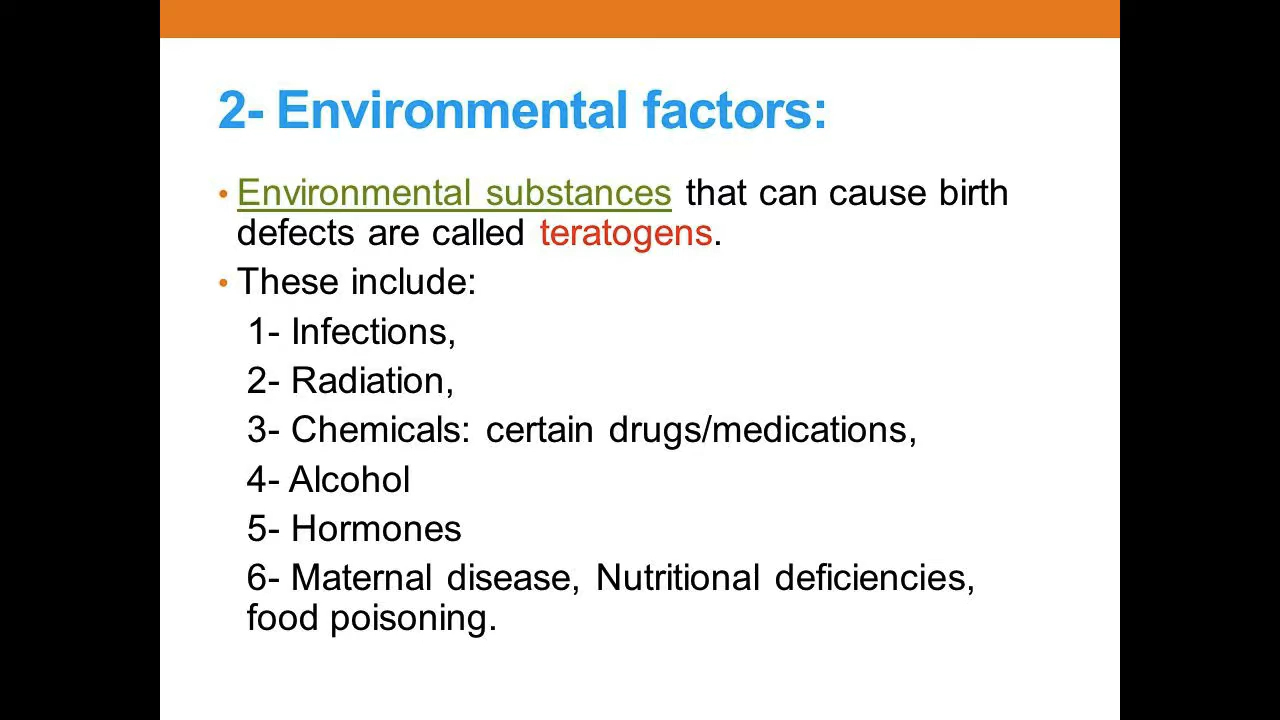 2- Environmental factors:
• Environmental substances that can cause birth
defects are called teratogens.
• These include:
1- Infections,
2- Radiation,
3- Chemicals: certain drugs/medications,
4- Alcohol
5- Hormones
6- Maternal disease, Nutritional deficiencies,
food poisoning.